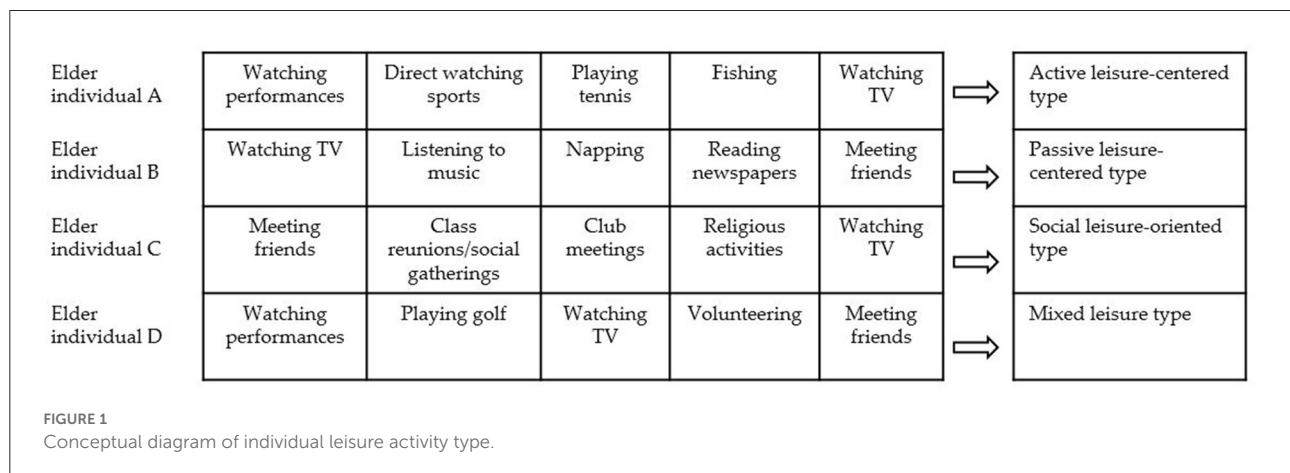 Elder
individual A
Watching
performances
Direct watching
sports
Playing
tennis
Fishing
Watching
TV
Active leisure-centered
type
Elder
individual B
Watching TV
Listening to
music
Napping
Reading
newspapers
Meeting
friends
Passive leisure-
centered type
Elder
individual C
Meeting
friends
Class
reunions/social
gatherings
Club
meetings
Religious
activities
Watching
TV
Social leisure-oriented
type
Elder
individual D
Watching
performances
Playing golf
Watching
TV
Volunteering
Meeting
friends
Mixed leisure type
FIGURE 1
Conceptual diagram of individual leisure activity type.